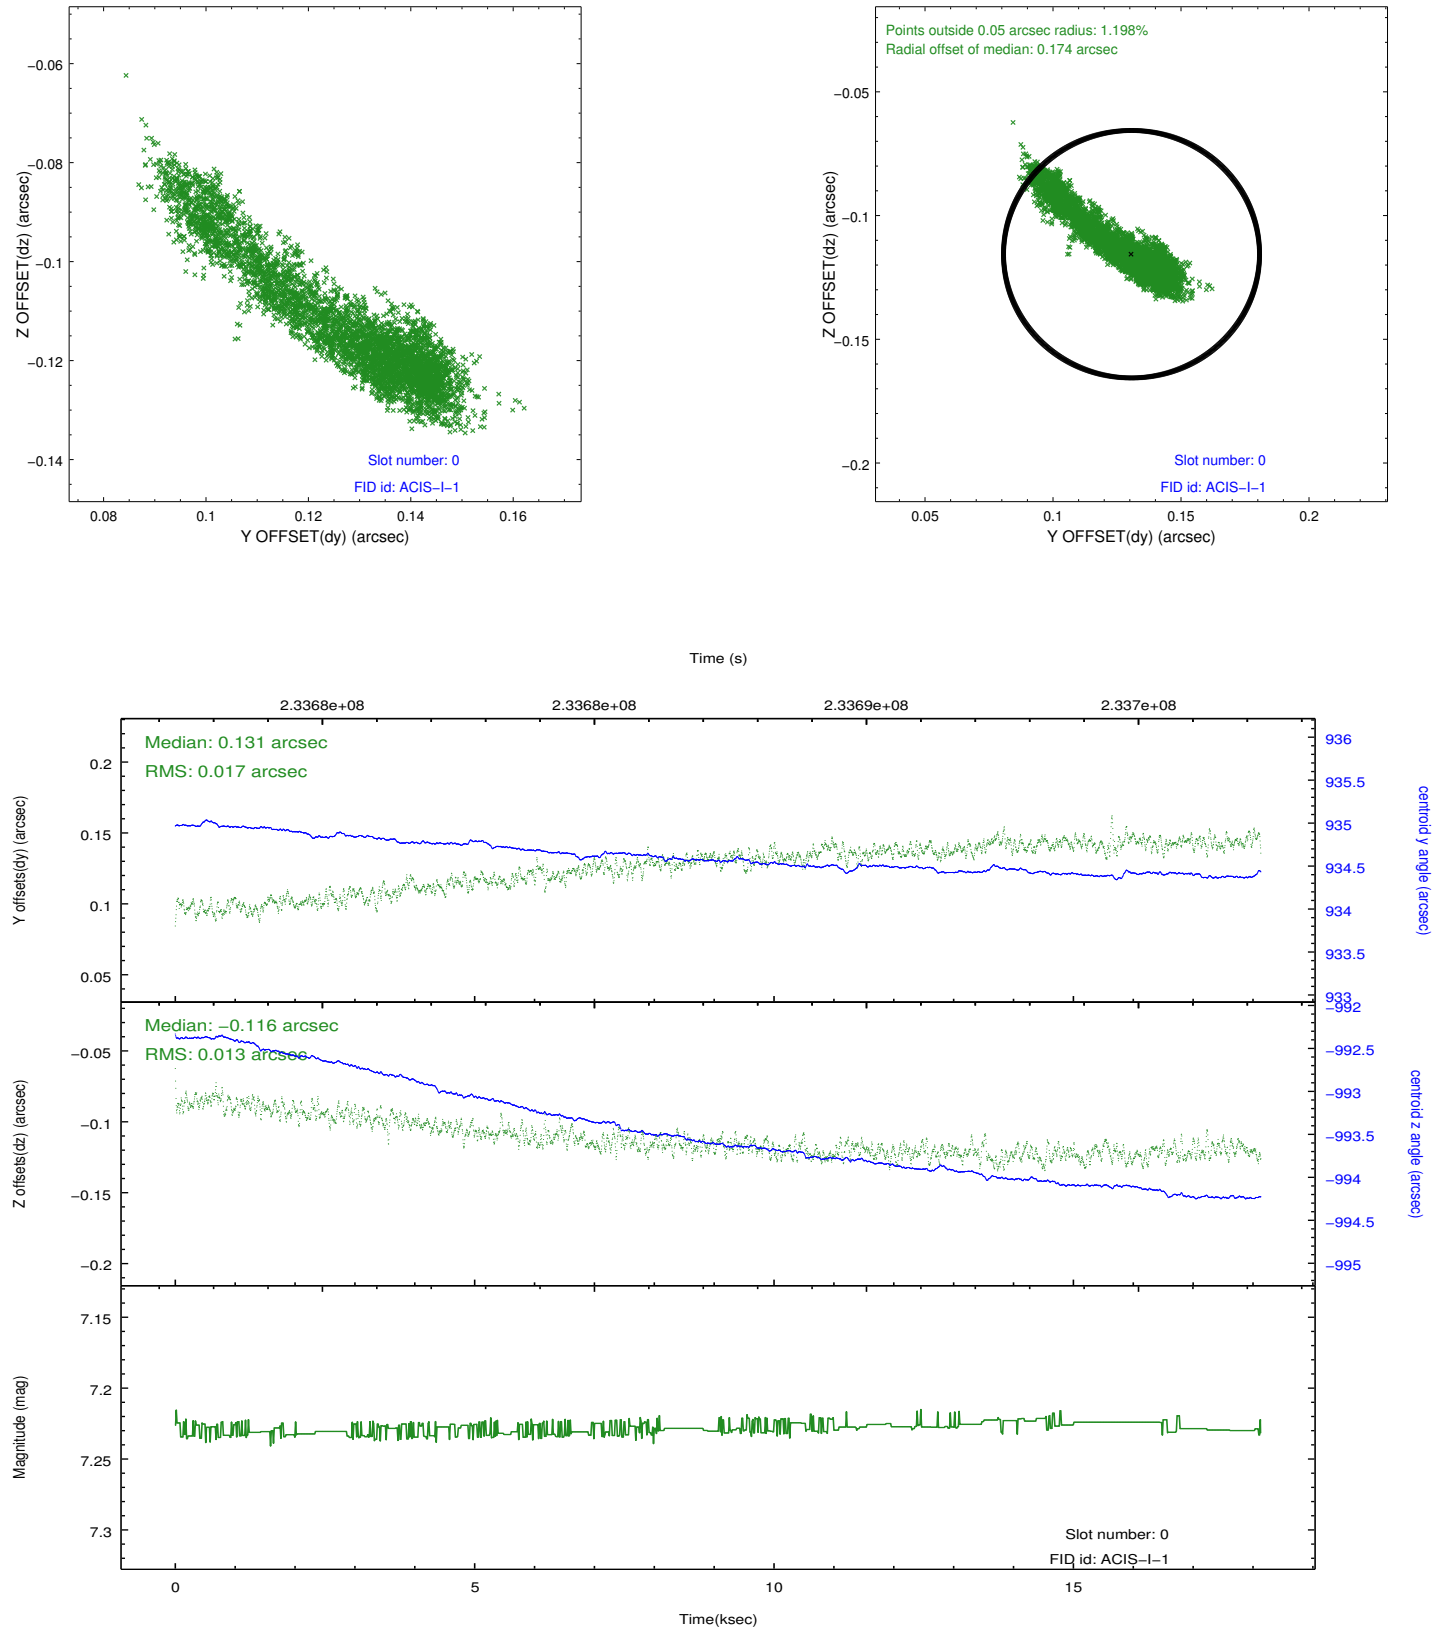 −0.06
−0.08
−0.1
−0.12
−0.14
Z OFFSET(dz) (arcsec)
Slot number: 0
FID id: ACIS−I−1
0.08
0.1
0.12
0.14
0.16
Y OFFSET(dy) (arcsec)
Points outside 0.05 arcsec radius: 1.198%
Radial offset of median: 0.174 arcsec
−0.05
−0.1
−0.15
−0.2
Z OFFSET(dz) (arcsec)
Slot number: 0
FID id: ACIS−I−1
0.05
0.1
0.15
0.2
Y OFFSET(dy) (arcsec)
Time (s)
2.3368e+08
2.3368e+08
2.3369e+08
2.337e+08
Median: 0.131 arcsec
RMS: 0.017 arcsec
0.2
0.15
0.1
0.05
Y offsets(dy) (arcsec)
936
935.5
935
934.5
934
933.5
933
centroid y angle (arcsec)
Median: −0.116 arcsec
RMS: 0.013 arcsec
−0.05
−0.1
−0.15
−0.2
Z offsets(dz) (arcsec)
−992
−992.5
−993
−993.5
−994
−994.5
−995
centroid z angle (arcsec)
7.15
7.2
7.25
7.3
Magnitude (mag)
Slot number: 0
FID id: ACIS−I−1
0
5
10
15
Time(ksec)